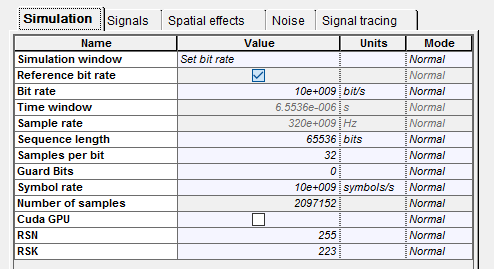 Simulation Signals Spatial effects Noise Signal tracing
Name Value Units Mode
Simulation window Set bit rate Normal
Reference bit rate Normal
Bit rate 10e+009 bit/s Normal
Time window 6.5536e-006 s Normal
Sample rate 320e+009 Hz Normal
Sequence length 65536 bits Normal
Samples per bit 32 Normal
Guard Bits 0 Normal
Symbol rate 10e+009 symbols/s Normal
Number of samples 2097152 Normal
Cuda GPU Normal
RSN 255 Normal
RSK 223 Normal